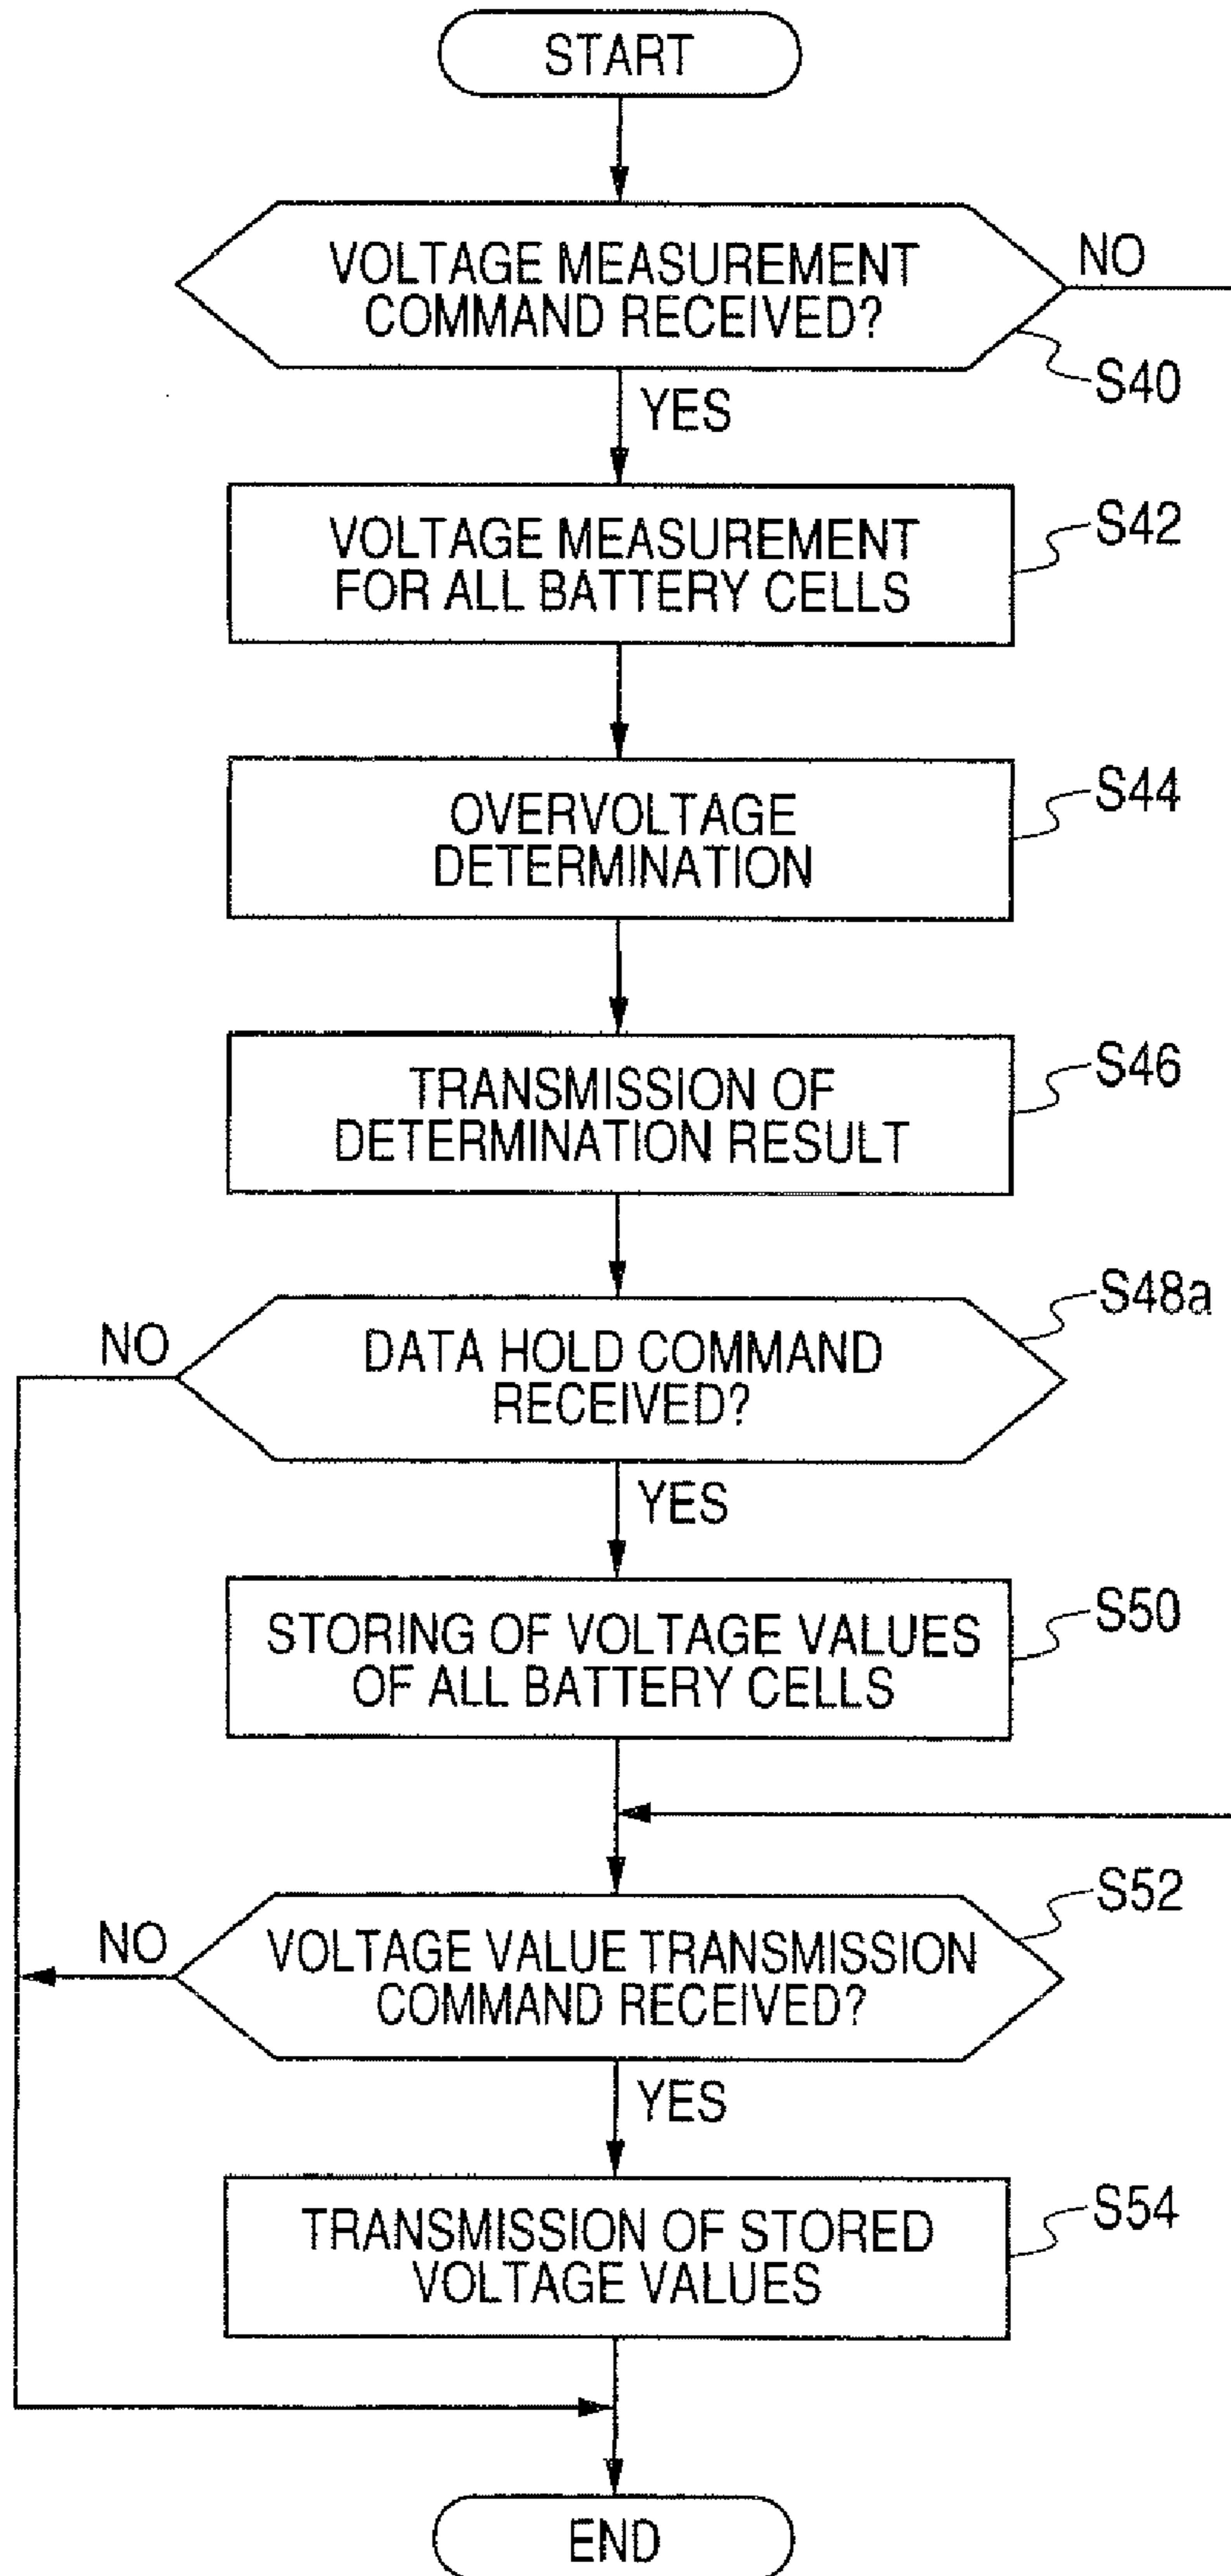 START
VOLTAGE MEASUREMENT
COMMAND RECEIVED?
NO
S40
YES
VOLTAGE MEASUREMENT
FOR ALL BATTERY CELLS
S42
OVERVOLTAGE
DETERMINATION
S44
TRANSMISSION OF
DETERMINATION RESULT
S46
S48a
NO
DATA HOLD COMMAND
RECEIVED?
YES
STORING OF VOLTAGE VALUES
OF ALL BATTERY CELLS
S50
S52
NO
VOLTAGE VALUE TRANSMISSION
COMMAND RECEIVED?
YES
TRANSMISSION OF STORED
VOLTAGE VALUES
S54
END